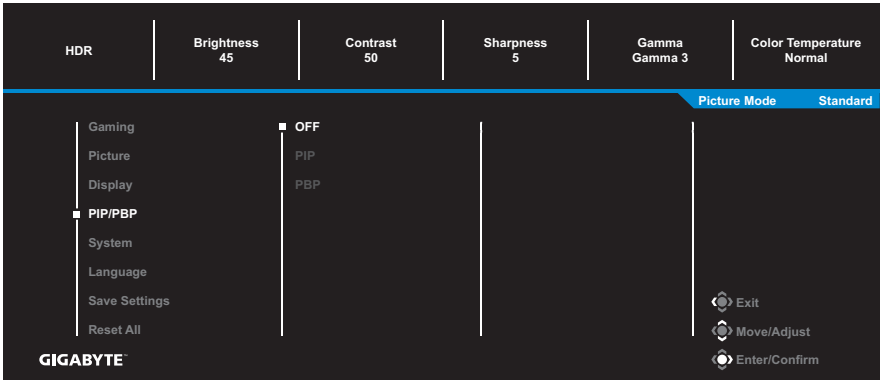 HDR
Brightness
45
Contrast
50
Sharpness
5
Gamma
Gamma 3
Color Temperature
Normal
Picture Mode Standard
Gaming
Picture
Display
PIP/PBP
System
Language
Save Settings
Reset All
OFF
PIP
PBP
Exit
Move/Adjust
Enter/Confirm
GIGABYTE™